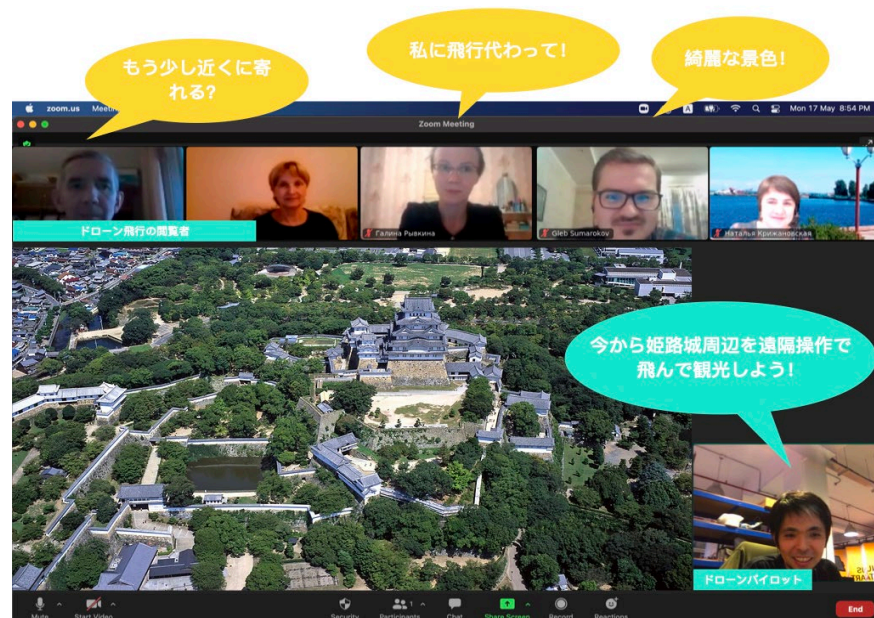 もう少し近くに寄
れる?
私に飛行代わって!
綺麗な景色!
zoom.us
Mon 17 May 8:54 PM
Zoom Meeting
ドローン飛行の閲覧者
Галина Рывкина
Gleb Sumarokov
Наталья Крижановская
今から姫路城周辺を遠隔操作で
飛んで観光しよう!
ドローンパイロット
Mute
Start Video
Security
Participants
1
Chat
Share Screen
Record
Reactions
End